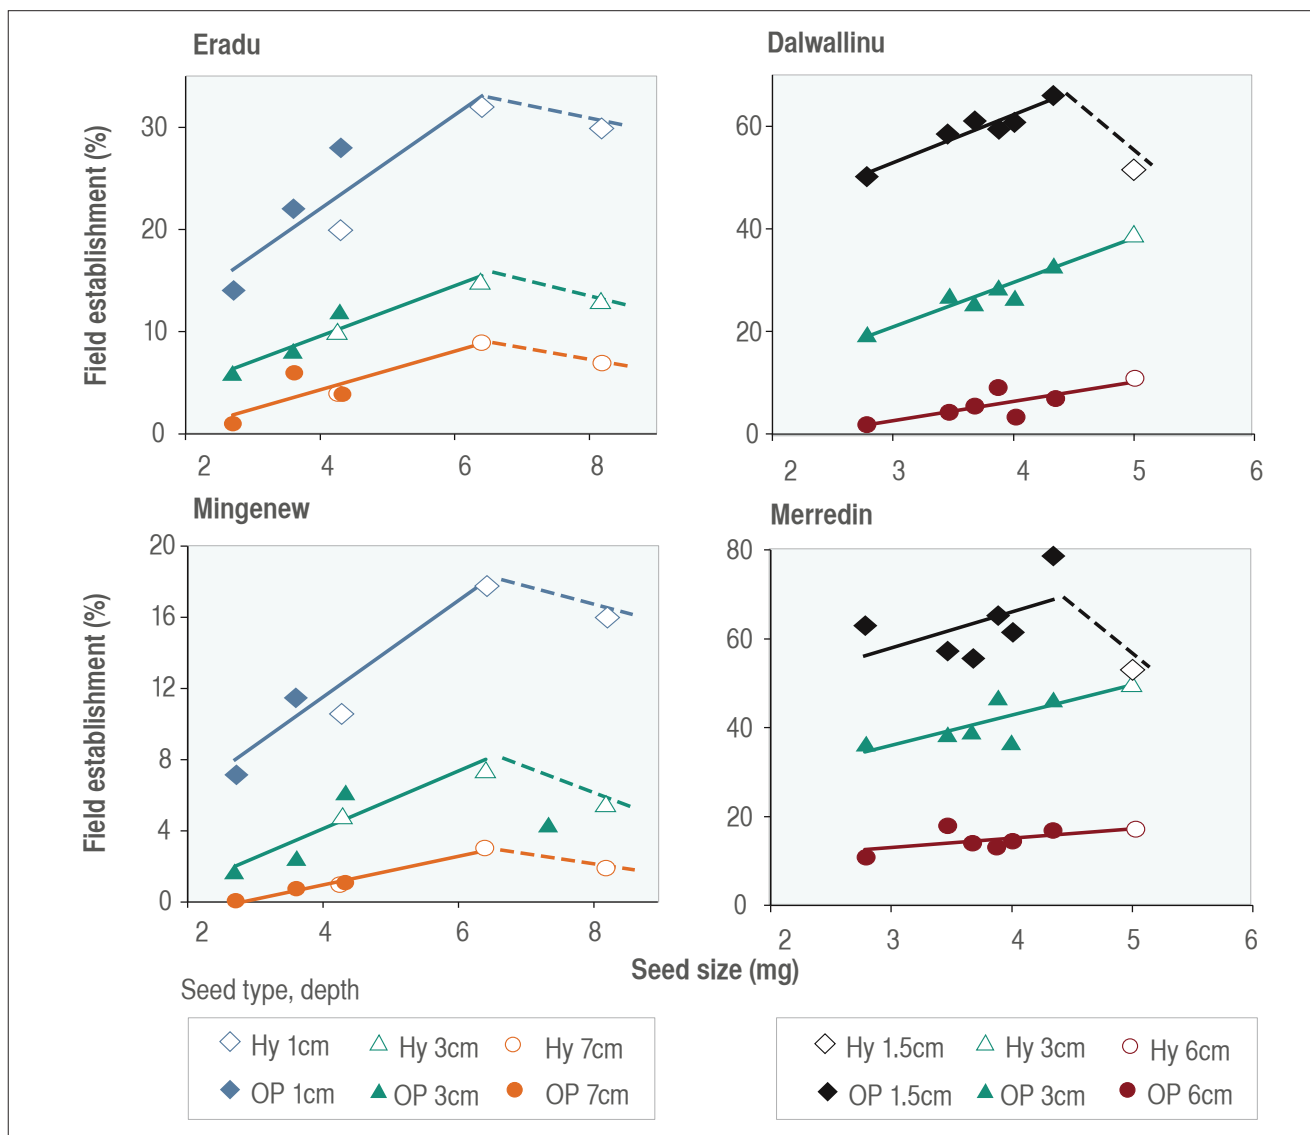 Eradu
Dalwallinu
Field establishment (%)
30
20
10
0
2 4 6 8
60
40
20
0
2 3 4 5 6
Mingenew
Merredin
Field establishment (%)
20
16
12
8
4
0
2 4 6 8
80
60
40
20
0
2 3 4 5 6
Seed size (mg)
Seed type, depth
Hy 1cm Hy 3cm Hy 7cm
OP 1cm OP 3cm OP 7cm
Hy 1.5cm Hy 3cm Hy 6cm
OP 1.5cm OP 3cm OP 6cm